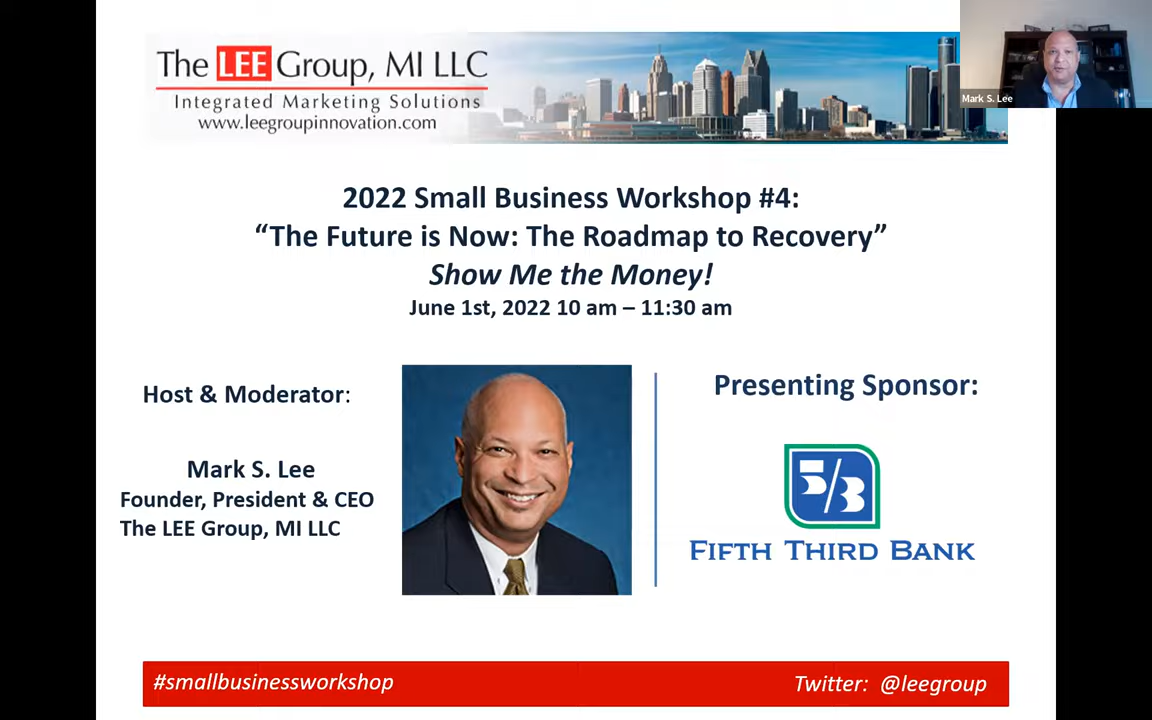 The LEE Group, MI LLC
Integrated Marketing Solutions
www.leegroupinnovation.com
Mark S. Lee
2022 Small Business Workshop #4:
“The Future is Now: The Roadmap to Recovery”
Show Me the Money!
June 1st, 2022 10 am – 11:30 am
Host & Moderator:
Mark S. Lee
Founder, President & CEO
The LEE Group, MI LLC
Presenting Sponsor:
5/3
FIFTH THIRD BANK
#smallbusinessworkshop
Twitter: @leegroup